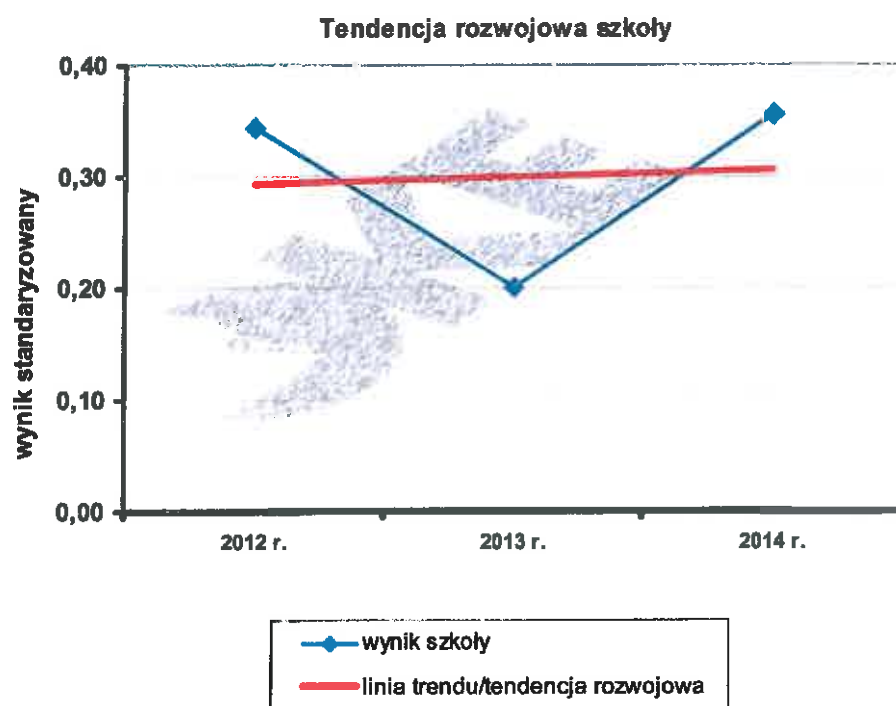 Tendencja rozwojowa szkoły
0,40
0,30
0,20
0,10
0,00
wynik standaryzowany
2012 r.
2013 r.
2014 r.
wynik szkoły
linia trendu/tendencja rozwojowa